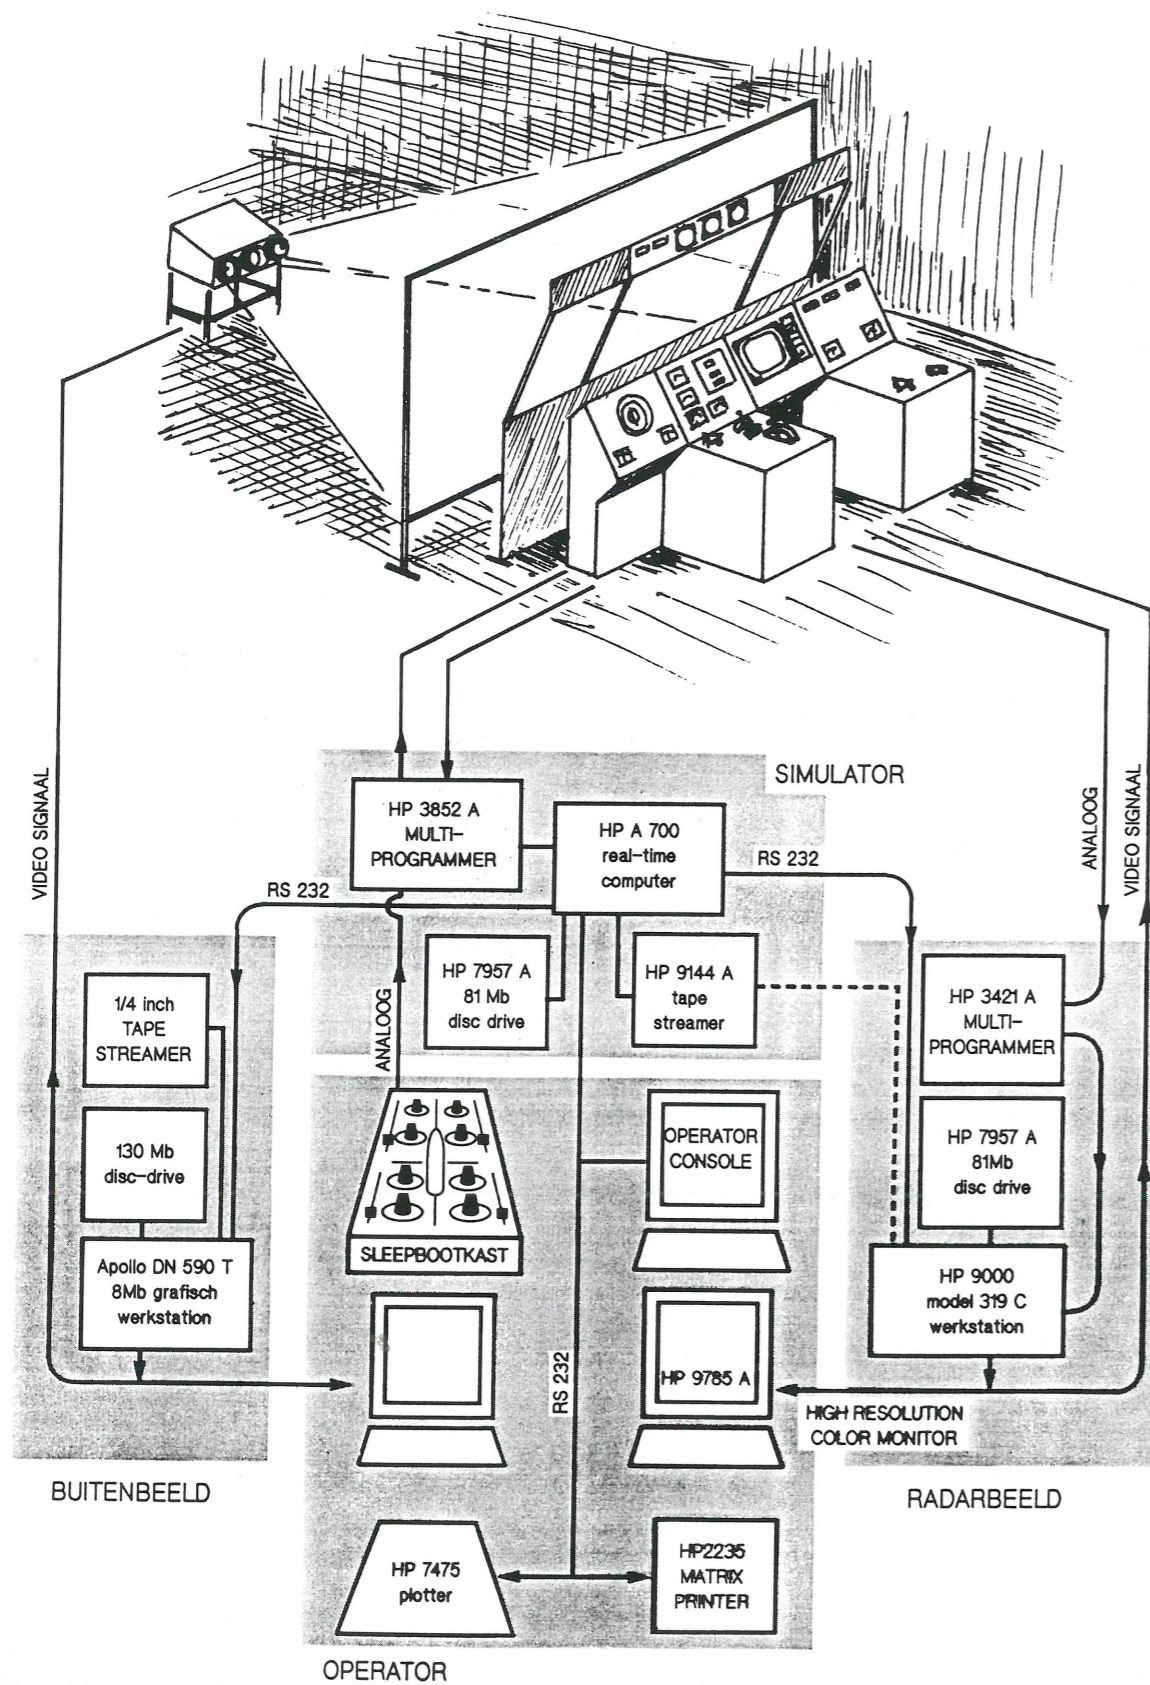 SIMULATOR
HP 3852 A
MULTI-
PROGRAMMER
HP A 700
real-time
computer
RS 232
RS 232
VIDEO SIGNAAL
ANALOOG
VIDEO SIGNAAL
1/4 inch
TAPE
STREAMER
HP 7957 A
81 Mb
disc drive
HP 9144 A
tape
streamer
HP 3421 A
MULTI-
PROGRAMMER
ANALOOG
130 Mb
disc-drive
OPERATOR
CONSOLE
HP 7957 A
81Mb
disc drive
SLEEPBOOTKAST
Apollo DN 590 T
8Mb grafisch
werkstation
HP 9000
model 319 C
werkstation
RS 232
HP 9785 A
HIGH RESOLUTION
COLOR MONITOR
BUITENBEELD
RADARBEELD
HP 7475
plotter
HP2235
MATRIX
PRINTER
OPERATOR